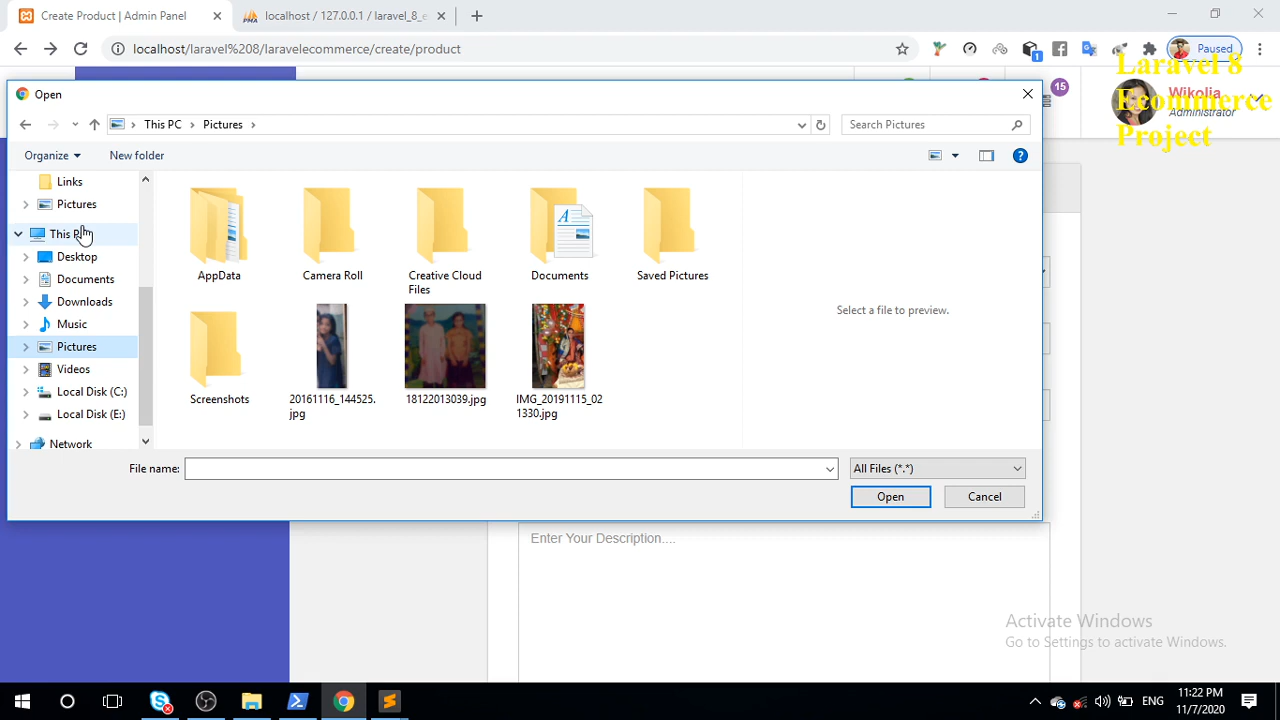 Create Product | Admin Panel
localhost / 127.0.0.1 / laravel_8_e
localhost/laravel%208/laravelecommerce/create/product
1
Paused
Laravel 8
Ecommerce
Project
15
Wikolia
Administrator
Open
This PC
Pictures
Search Pictures
Organize
New folder
Links
Pictures
This PC
Desktop
Documents
Downloads
Music
Pictures
Videos
Local Disk (C:)
Local Disk (E:)
Network
AppData
Camera Roll
Creative Cloud
Files
Documents
Saved Pictures
Screenshots
20161116_144525.
jpg
18122013039.jpg
IMG_20191115_02
1330.jpg
Select a file to preview.
File name:
All Files (*.*)
Open
Cancel
Enter Your Description....
Activate Windows
Go to Settings to activate Windows.
ENG
11:22 PM
11/7/2020